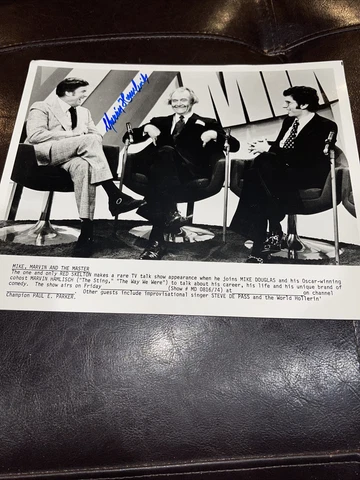 Marvin Hamlisch
MIKE, MARVIN AND THE MASTER
The one and only RED SKELTON makes a rare TV talk show appearance when he joins MIKE DOUGLAS and his Oscar-winning
cohost MARVIN HAMLISCH ("The Sting," "The Way We Were") to talk about his career, his life and his unique brand of
comedy. The show airs on Friday (Show # MD D816/74) at on channel
. Other guests include improvisational singer STEVE DE PASS and the World Hollerin'
Champion PAUL E. PARKER.